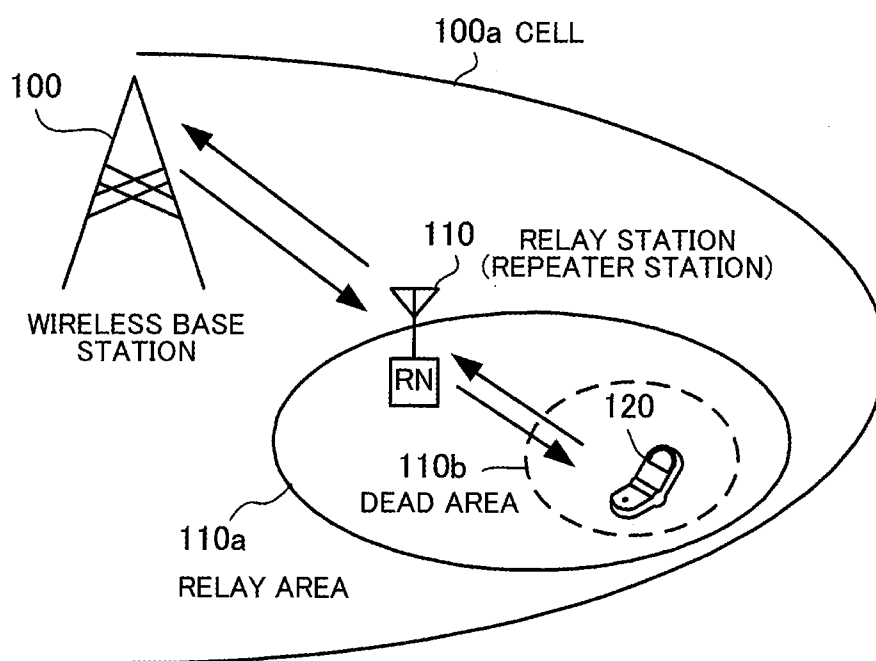 100a CELL
100
110
RELAY STATION
(REPEATER STATION)
WIRELESS BASE
STATION
RN
120
110b
DEAD AREA
110a
RELAY AREA